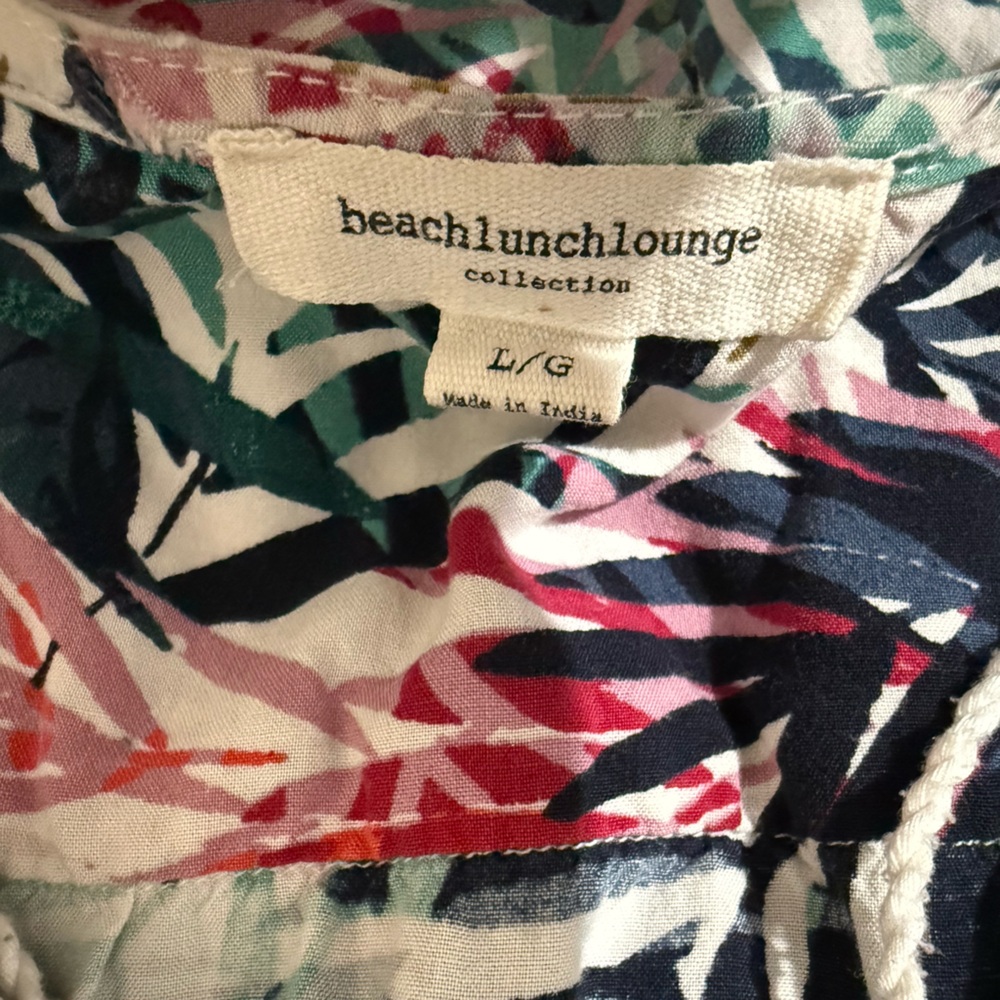 beachlunchlounge
collection
L/G
Made in India